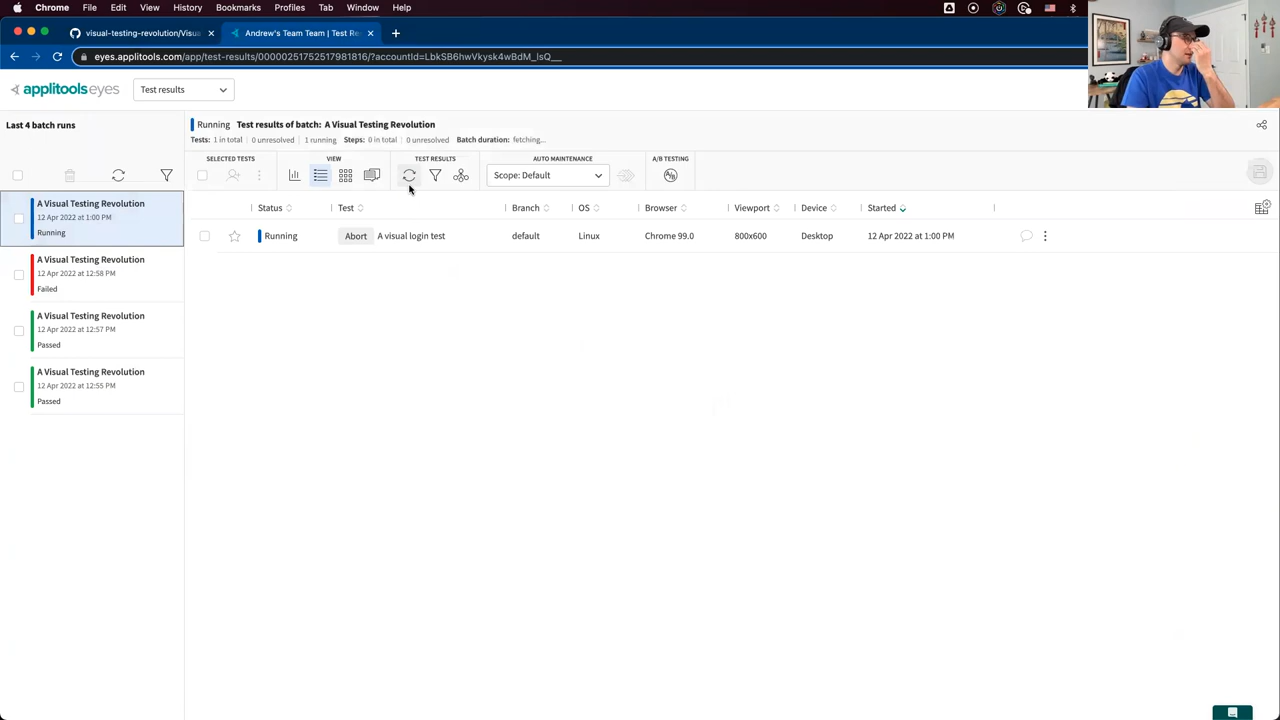 Chrome File Edit View History Bookmarks Profiles Tab Window Help
visual-testing-revolution/Visua
Andrew's Team Team | Test Re
eyes.applitools.com/app/test-results/00000251752517981816/?accountId=LbkSB6hwVkysk4wBdM_IsQ__
applitools eyes
Test results
Last 4 batch runs
A Visual Testing Revolution
12 Apr 2022 at 1:00 PM
Running
A Visual Testing Revolution
12 Apr 2022 at 12:58 PM
Failed
A Visual Testing Revolution
12 Apr 2022 at 12:57 PM
Passed
A Visual Testing Revolution
12 Apr 2022 at 12:55 PM
Passed
Running Test results of batch: A Visual Testing Revolution
Tests: 1 in total 0 unresolved 1 running Steps: 0 in total 0 unresolved Batch duration: fetching...
SELECTED TESTS VIEW TEST RESULTS AUTO MAINTENANCE A/B TESTING
Scope: Default
Status Test Branch OS Browser Viewport Device Started
Running Abort A visual login test default Linux Chrome 99.0 800x600 Desktop 12 Apr 2022 at 1:00 PM